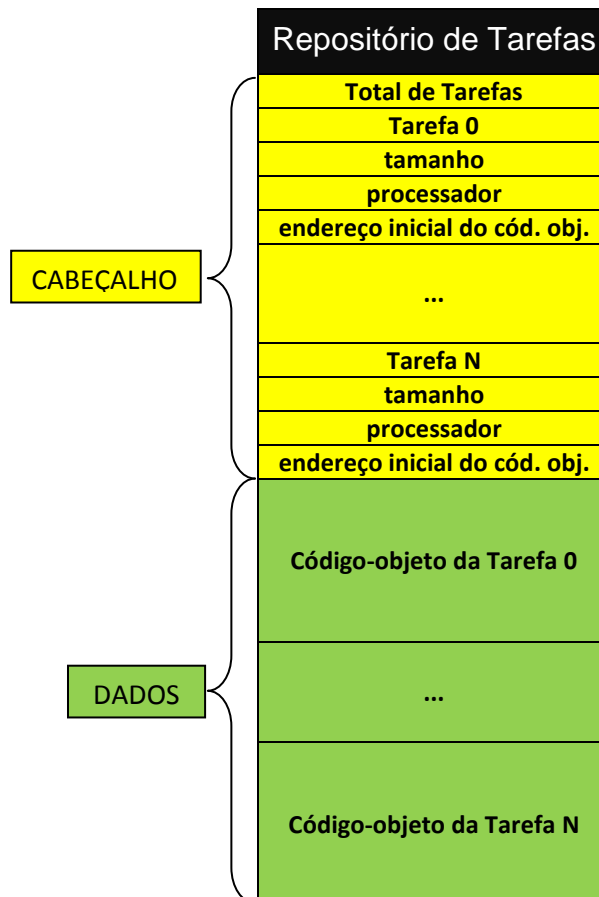 Repositório de Tarefas
Total de Tarefas
Tarefa 0
tamanho
processador
endereço inicial do cód. obj.
CABEÇALHO
...
Tarefa N
tamanho
processador
endereço inicial do cód. obj.
Código-objeto da Tarefa 0
DADOS
...
Código-objeto da Tarefa N